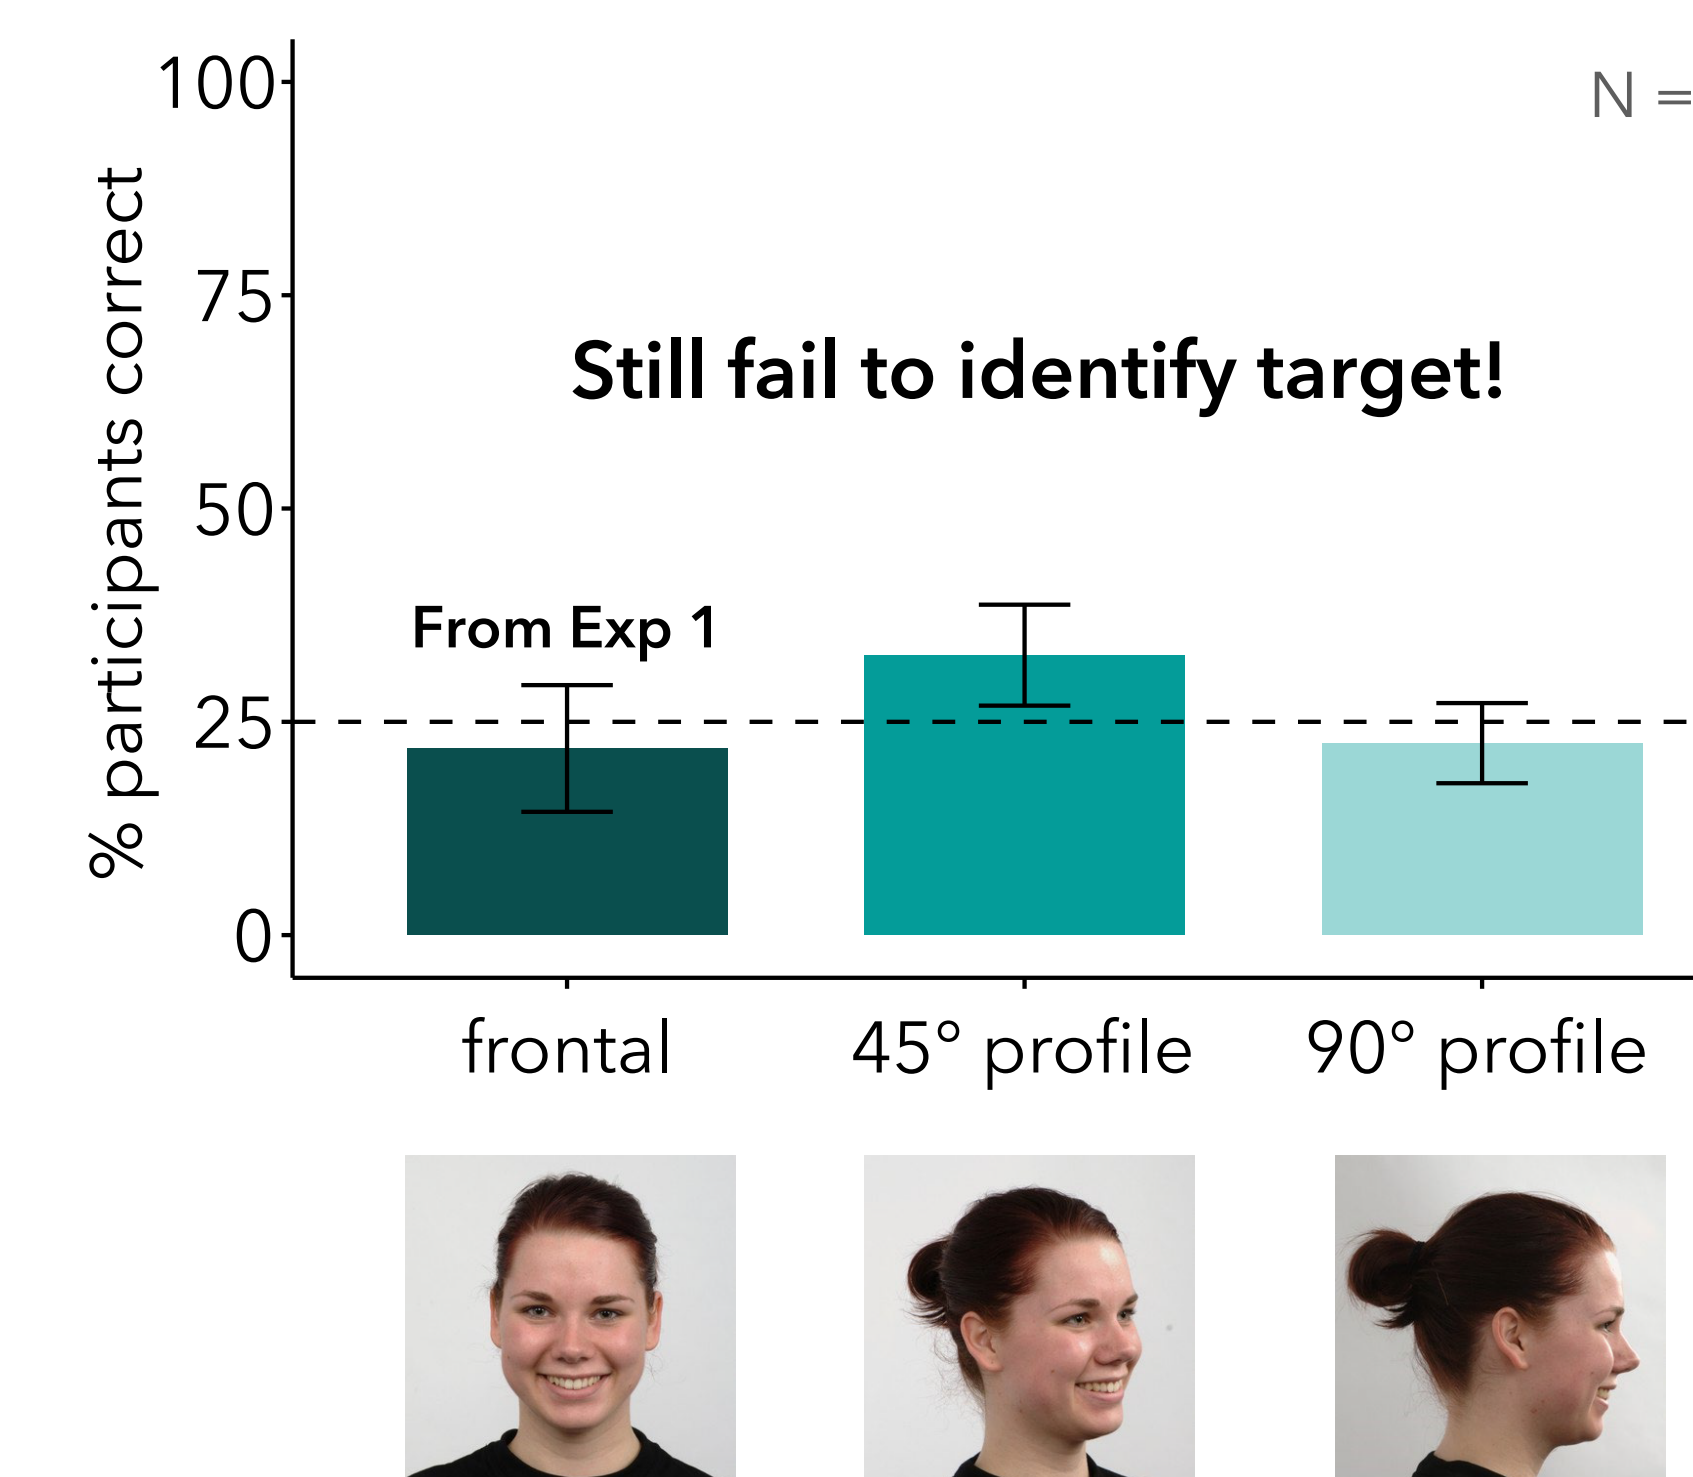 100
N =
75
Still fail to identify target!
50
From Exp 1
25
0
% participants correct
frontal 45° profile 90° profile